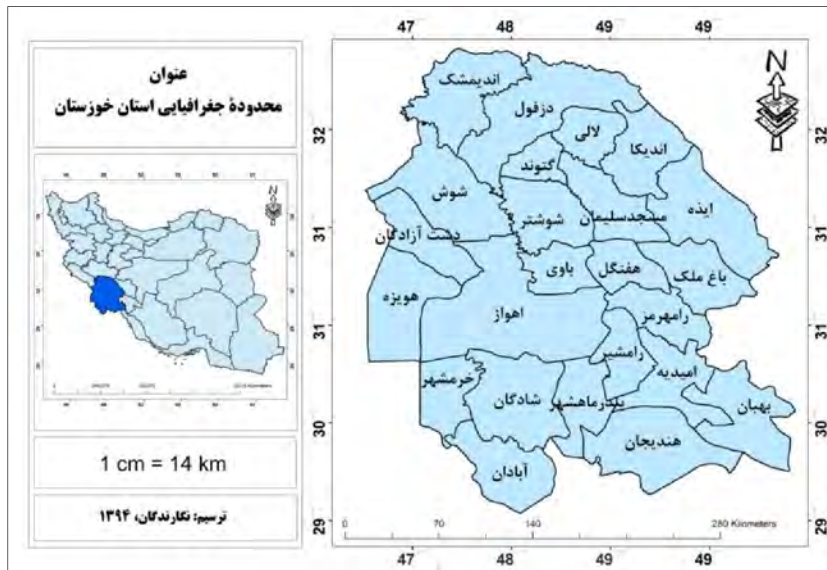 عنوان
محدودهٔ جغرافیایی استان خوزستان
N
1 cm = 14 km
ترسیم: نگارندگان، ۱۳۹۴
47 48 49 49
N
32
31
31
30
29
32
31
31
30
29
اندیمشک
دزفول
لالی
اندیکا
گتوند
شوش
شوشتر
مسجدسلیمان
ایذه
دشت آزادگان
باوی
هفتگل
باغ ملک
هویزه
اهواز
رامهرمز
رامشیر
امیدیه
خرمشهر
شادگان
بندرماهشهر
بهبان
هندیجان
آبادان
0 70 140 280 Kilometers
47 48 49 49